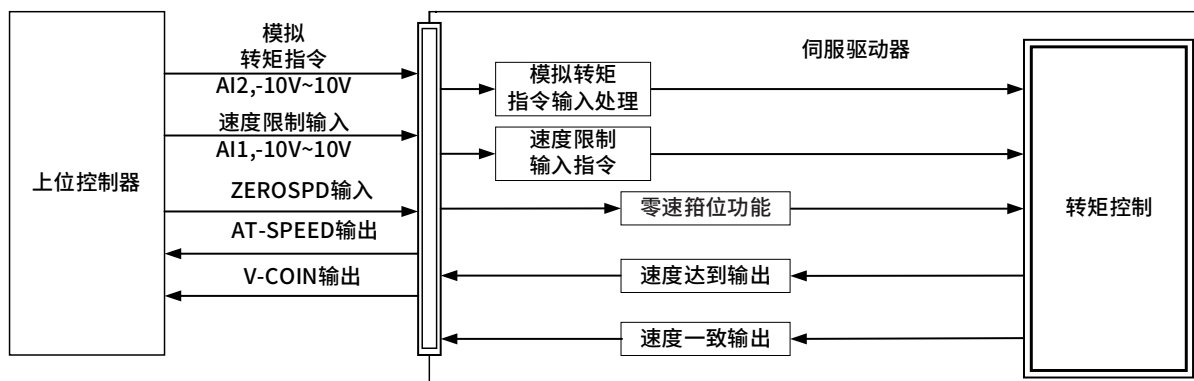 上位控制器
模拟
转矩指令
AI2,-10V~10V
速度限制输入
AI1,-10V~10V
ZEROSPD输入
AT-SPEED输出
V-COIN输出
伺服驱动器
模拟转矩
指令输入处理
速度限制
输入指令
零速箝位功能
速度达到输出
速度一致输出
转矩控制